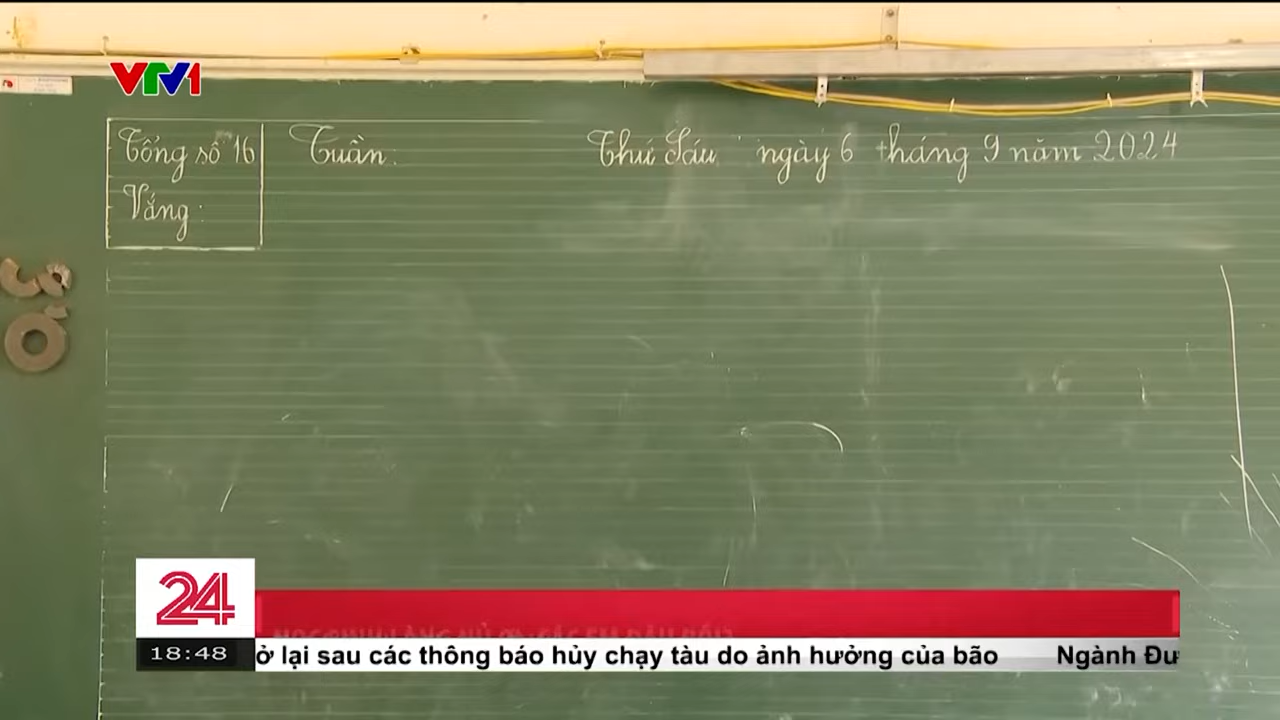 VTV1
Tổng số 16
Vắng:
Tuần:
Thứ Sáu ngày 6 tháng 9 năm 2024
24
18:48
ở lại sau các thông báo hủy chạy tàu do ảnh hưởng của bão Ngành Đư